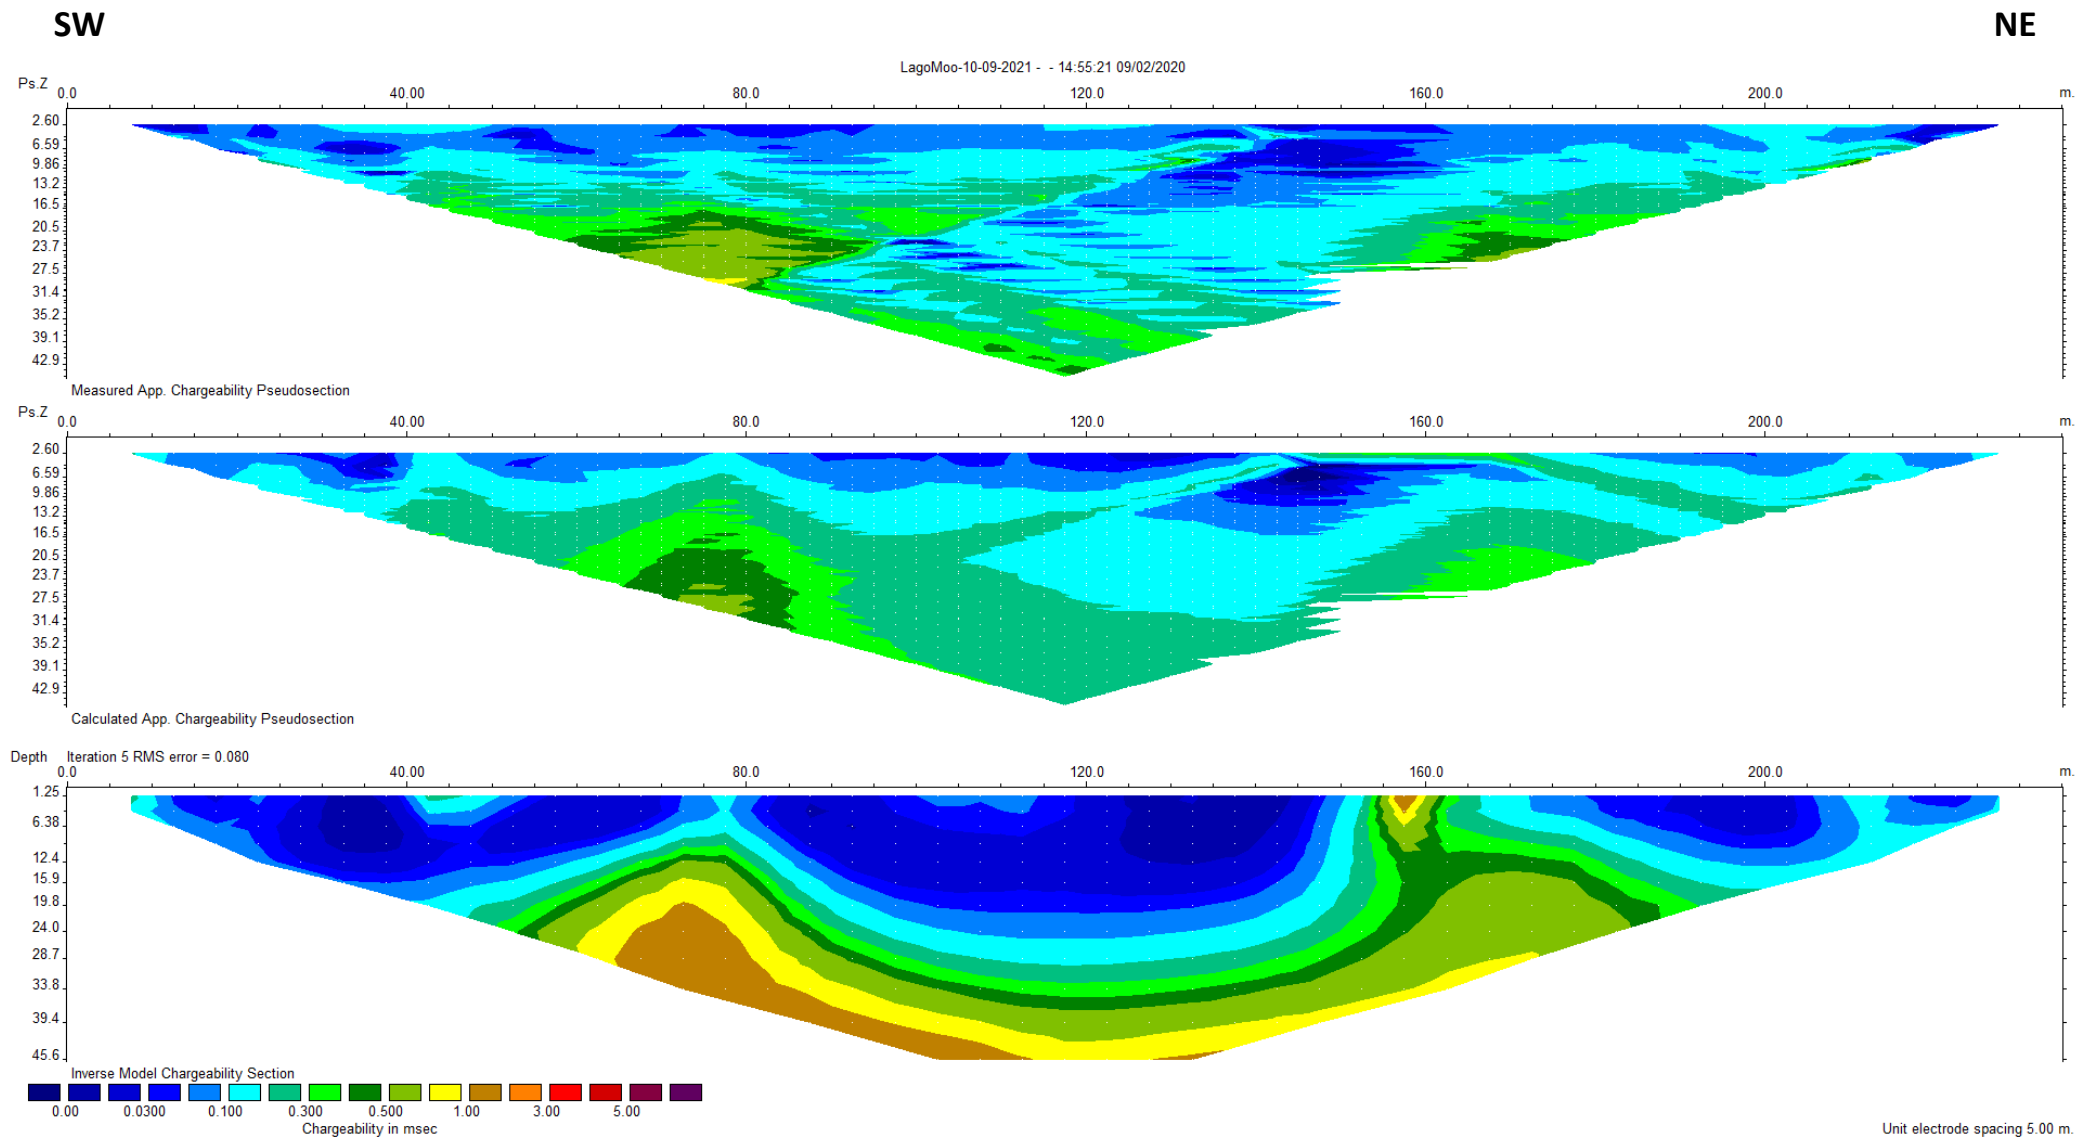 SW NE
LagoMoo-10-09-2021 - - 14:55:21 09/02/2020
Ps.Z
0.0 40.00 80.0 120.0 160.0 200.0 m.
2.60
6.59
9.86
13.2
16.5
20.5
23.7
27.5
31.4
35.2
39.1
42.9
Measured App. Chargeability Pseudosection
Ps.Z
0.0 40.00 80.0 120.0 160.0 200.0 m.
2.60
6.59
9.86
13.2
16.5
20.5
23.7
27.5
31.4
35.2
39.1
42.9
Calculated App. Chargeability Pseudosection
Depth Iteration 5 RMS error = 0.080
0.0 40.00 80.0 120.0 160.0 200.0 m.
1.25
6.38
12.4
15.9
19.8
24.0
28.7
33.8
39.4
45.6
Inverse Model Chargeability Section
0.00 0.0300 0.100 0.300 0.500 1.00 3.00 5.00
Chargeability in msec
Unit electrode spacing 5.00 m.